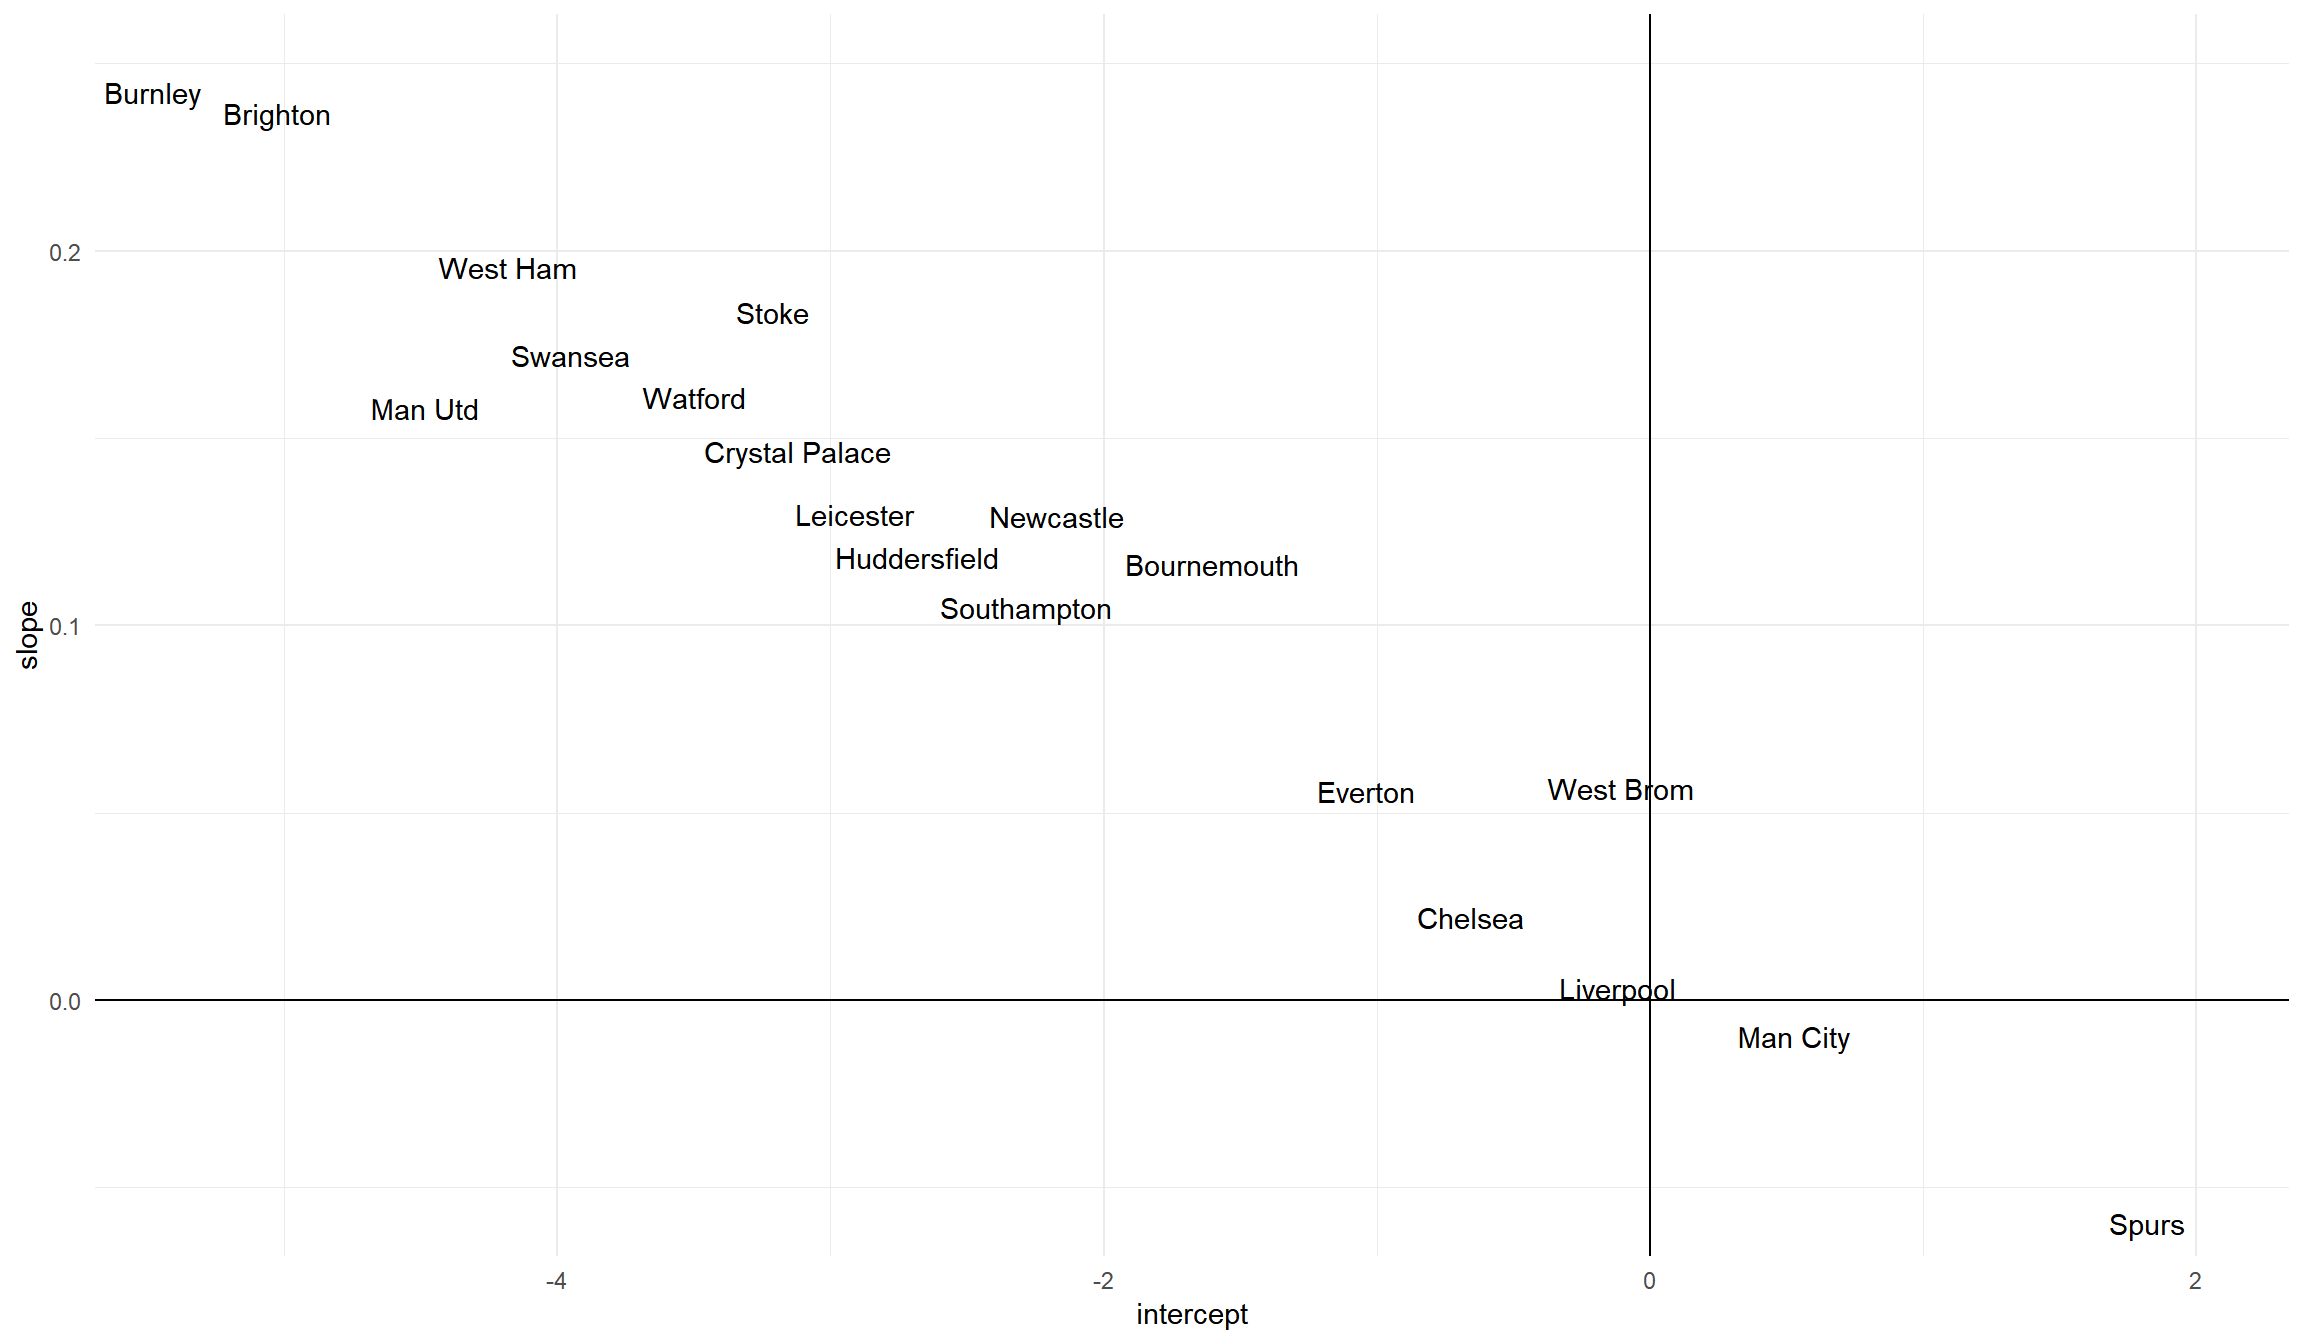 Burnley
Brighton
0.2
West Ham
Stoke
Swansea
Watford
Man Utd
Crystal Palace
Leicester
Newcastle
Huddersfield
Bournemouth
Southampton
0.1
slope
Everton
West Brom
Chelsea
Liverpool
0.0
Man City
Spurs
-4
-2
0
2
intercept